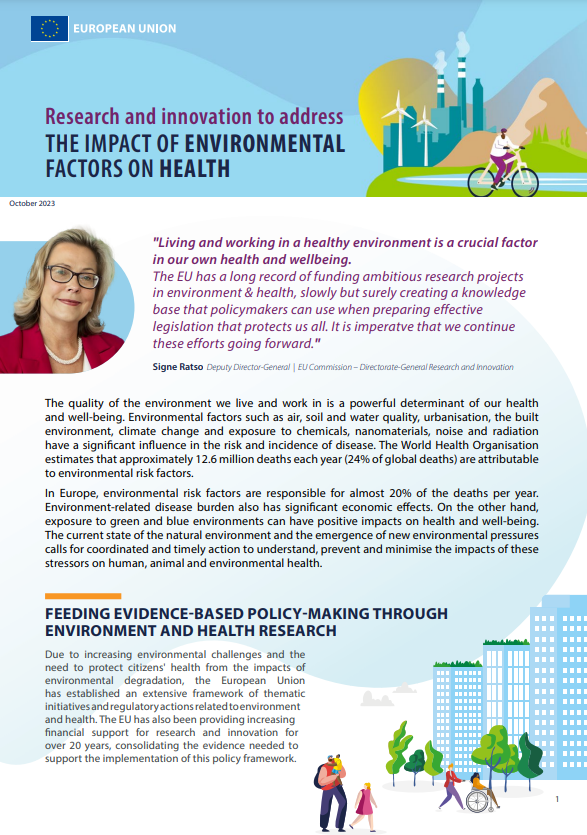 EUROPEAN UNION
Research and innovation to address
THE IMPACT OF ENVIRONMENTAL
FACTORS ON HEALTH
October 2023
"Living and working in a healthy environment is a crucial factor
in our own health and wellbeing.
The EU has a long record of funding ambitious research projects
in environment & health, slowly but surely creating a knowledge
base that policymakers can use when preparing effective
legislation that protects us all. It is imperatve that we continue
these efforts going forward."
Signe Ratso Deputy Director-General | EU Commission – Directorate-General Research and Innovation
The quality of the environment we live and work in is a powerful determinant of our health
and well-being. Environmental factors such as air, soil and water quality, urbanisation, the built
environment, climate change and exposure to chemicals, nanomaterials, noise and radiation
have a significant influence in the risk and incidence of disease. The World Health Organisation
estimates that approximately 12.6 million deaths each year (24% of global deaths) are attributable
to environmental risk factors.
In Europe, environmental risk factors are responsible for almost 20% of the deaths per year.
Environment-related disease burden also has significant economic effects. On the other hand,
exposure to green and blue environments can have positive impacts on health and well-being.
The current state of the natural environment and the emergence of new environmental pressures
calls for coordinated and timely action to understand, prevent and minimise the impacts of these
stressors on human, animal and environmental health.
FEEDING EVIDENCE-BASED POLICY-MAKING THROUGH
ENVIRONMENT AND HEALTH RESEARCH
Due to increasing environmental challenges and the
need to protect citizens' health from the impacts of
environmental degradation, the European Union
has established an extensive framework of thematic
initiatives and regulatory actions related to environment
and health. The EU has also been providing increasing
financial support for research and innovation for
over 20 years, consolidating the evidence needed to
support the implementation of this policy framework.
1